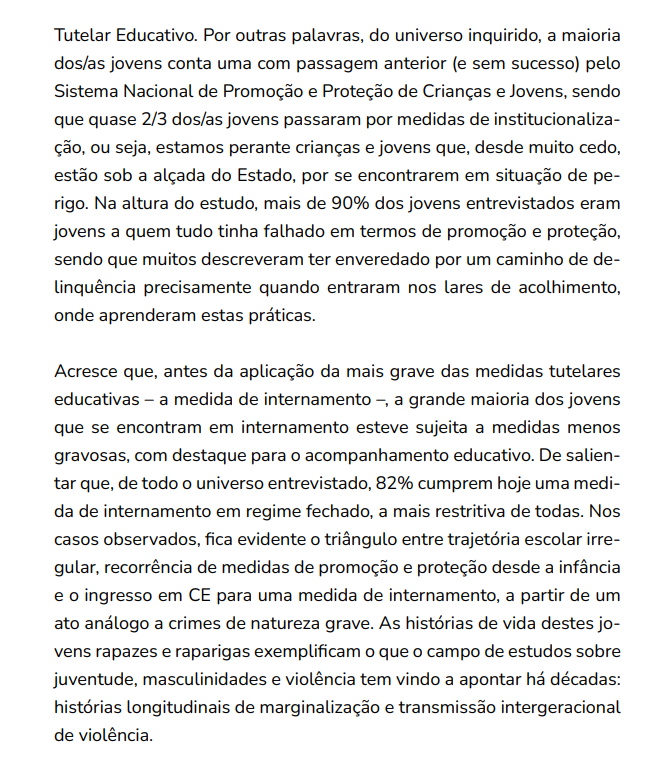 Tutelar Educativo. Por outras palavras, do universo inquirido, a maioria
dos/as jovens conta uma com passagem anterior (e sem sucesso) pelo
Sistema Nacional de Promoção e Proteção de Crianças e Jovens, sendo
que quase 2/3 dos/as jovens passaram por medidas de institucionaliza-
ção, ou seja, estamos perante crianças e jovens que, desde muito cedo,
estão sob a alçada do Estado, por se encontrarem em situação de pe-
rigo. Na altura do estudo, mais de 90% dos jovens entrevistados eram
jovens a quem tudo tinha falhado em termos de promoção e proteção,
sendo que muitos descreveram ter enveredado por um caminho de de-
linquência precisamente quando entraram nos lares de acolhimento,
onde aprenderam estas práticas.
Acresce que, antes da aplicação da mais grave das medidas tutelares
educativas – a medida de internamento –, a grande maioria dos jovens
que se encontram em internamento esteve sujeita a medidas menos
gravosas, com destaque para o acompanhamento educativo. De salien-
tar que, de todo o universo entrevistado, 82% cumprem hoje uma medi-
da de internamento em regime fechado, a mais restritiva de todas. Nos
casos observados, fica evidente o triângulo entre trajetória escolar irre-
gular, recorrência de medidas de promoção e proteção desde a infância
e o ingresso em CE para uma medida de internamento, a partir de um
ato análogo a crimes de natureza grave. As histórias de vida destes jo-
vens rapazes e raparigas exemplificam o que o campo de estudos sobre
juventude, masculinidades e violência tem vindo a apontar há décadas:
histórias longitudinais de marginalização e transmissão intergeracional
de violência.